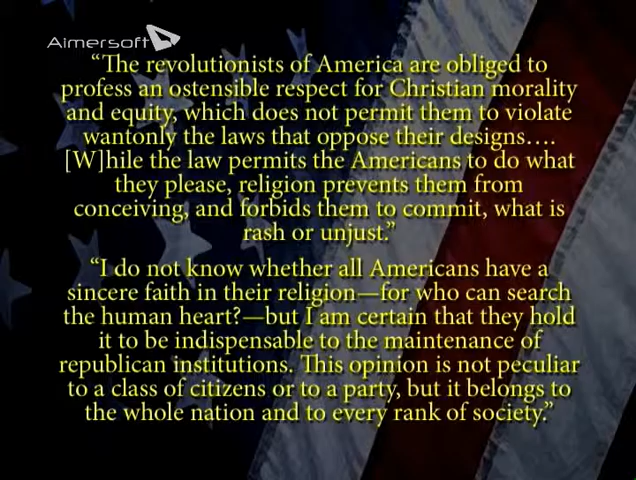 Aimersoft
“The revolutionists of America are obliged to
profess an ostensible respect for Christian morality
and equity, which does not permit them to violate
wantonly the laws that oppose their designs….
[W]hile the law permits the Americans to do what
they please, religion prevents them from
conceiving, and forbids them to commit, what is
rash or unjust.”
“I do not know whether all Americans have a
sincere faith in their religion—for who can search
the human heart?—but I am certain that they hold
it to be indispensable to the maintenance of
republican institutions. This opinion is not peculiar
to a class of citizens or to a party, but it belongs to
the whole nation and to every rank of society.”